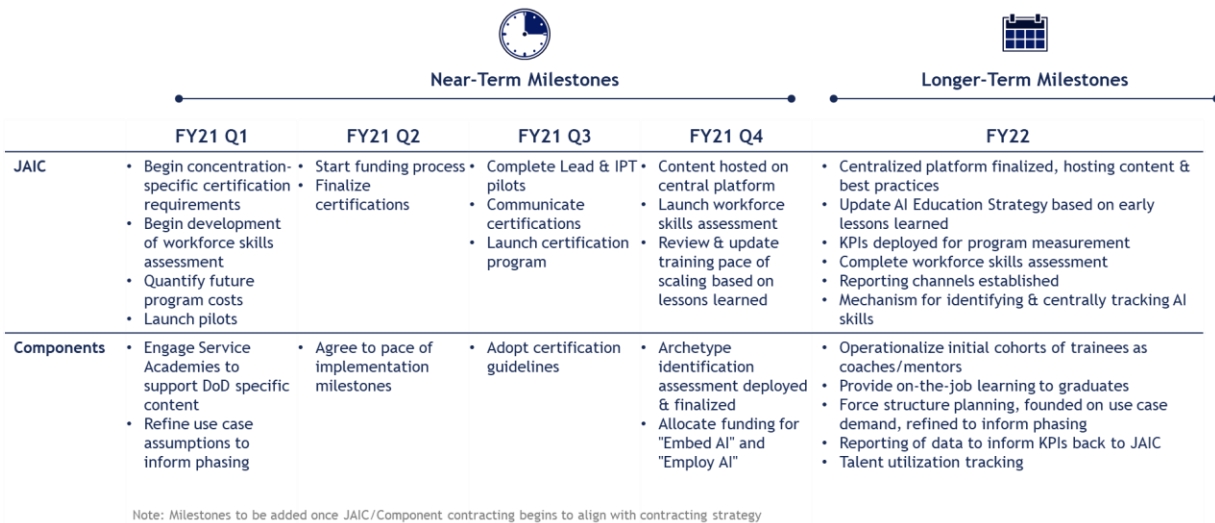 Near-Term Milestones
Longer-Term Milestones
FY21 Q1
FY21 Q2
FY21 Q3
FY21 Q4
FY22
JAIC
• Begin concentration-
specific certification
requirements
• Begin development
of workforce skills
assessment
• Quantify future
program costs
• Launch pilots
• Start funding process
• Finalize
certifications
• Complete Lead & IPT
pilots
• Communicate
certifications
• Launch certification
program
• Content hosted on
central platform
• Launch workforce
skills assessment
• Review & update
training pace of
scaling based on
lessons learned
• Centralized platform finalized, hosting content &
best practices
• Update AI Education Strategy based on early
lessons learned
• KPIs deployed for program measurement
• Complete workforce skills assessment
• Reporting channels established
• Mechanism for identifying & centrally tracking AI
skills
Components
• Engage Service
Academies to
support DoD specific
content
• Refine use case
assumptions to
inform phasing
• Agree to pace of
implementation
milestones
• Adopt certification
guidelines
• Archetype
identification
assessment deployed
& finalized
• Allocate funding for
"Embed AI" and
"Employ AI"
• Operationalize initial cohorts of trainees as
coaches/mentors
• Provide on-the-job learning to graduates
• Force structure planning, founded on use case
demand, refined to inform phasing
• Reporting of data to inform KPIs back to JAIC
• Talent utilization tracking
Note: Milestones to be added once JAIC/Component contracting begins to align with contracting strategy